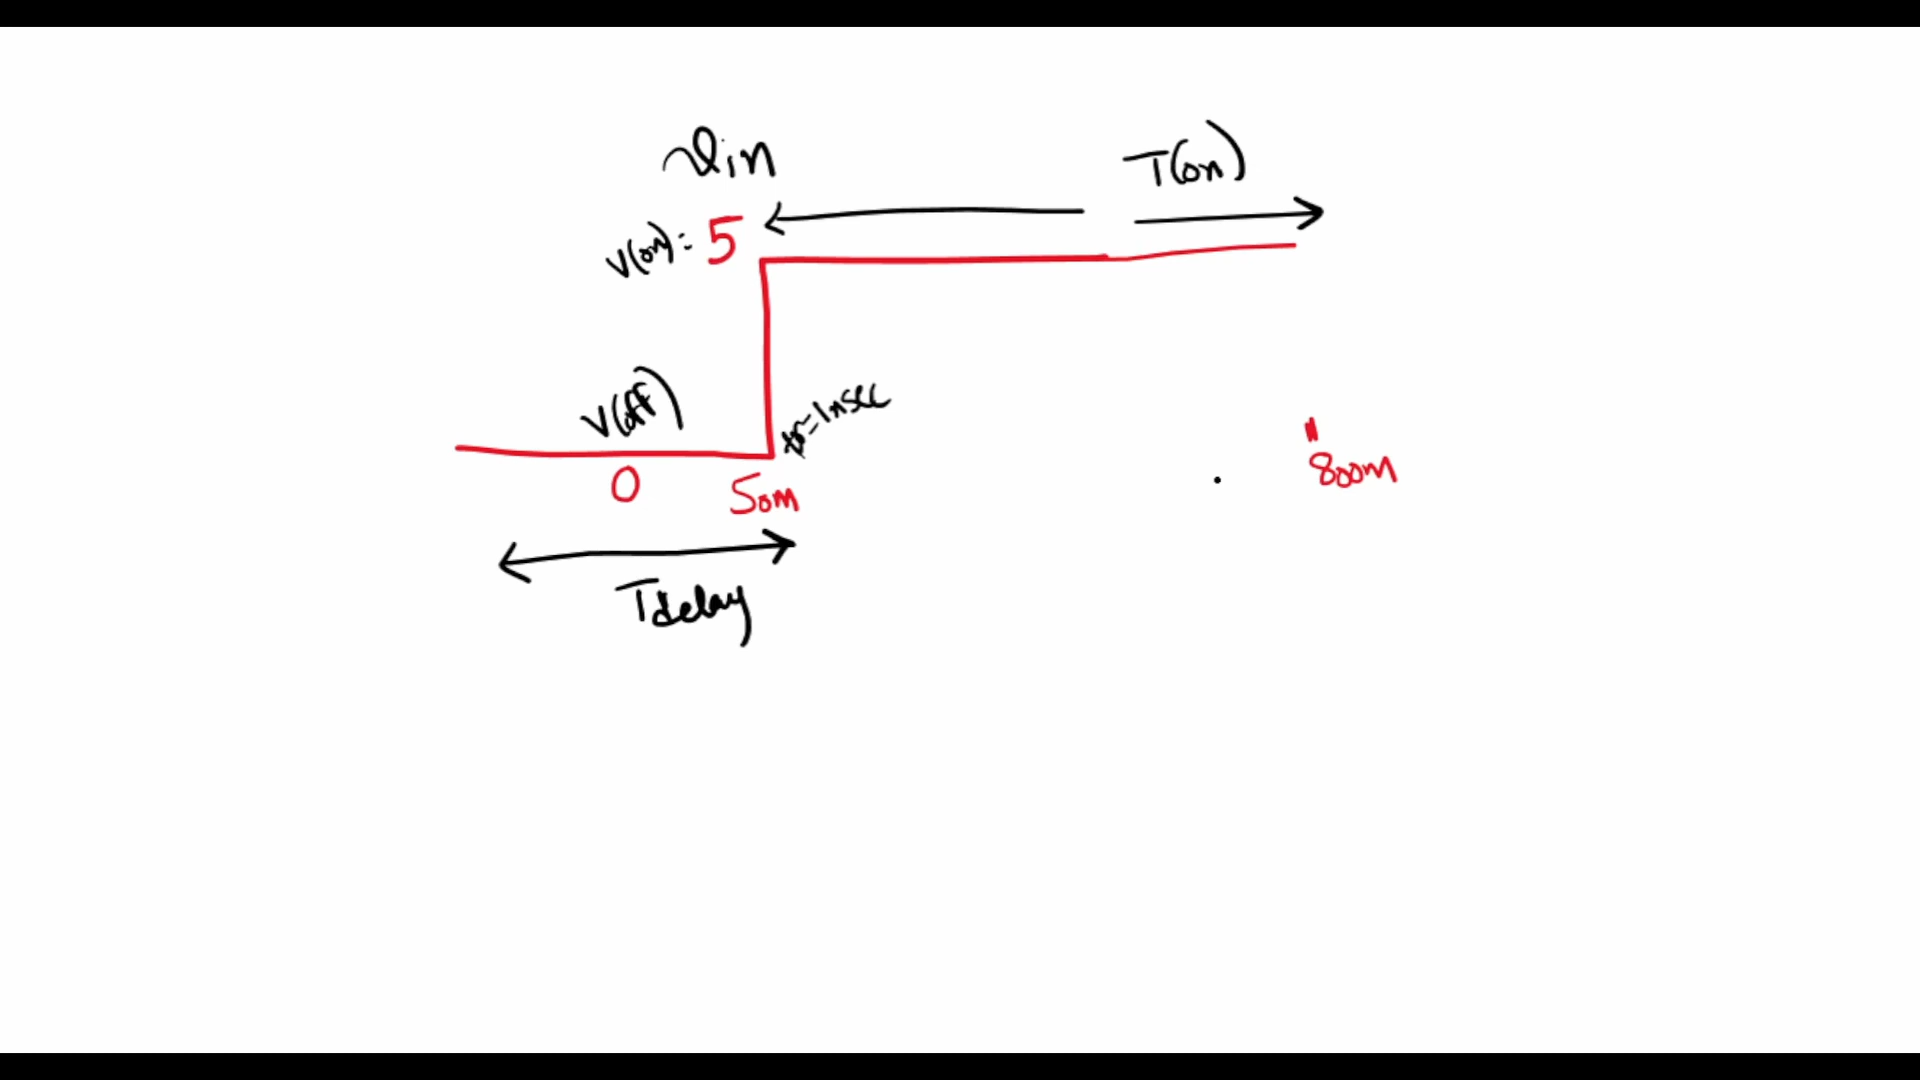 Vin
T(on)
V(on) = 5
V(off)
tr=1nsec
0
50m
800m
Tdelay